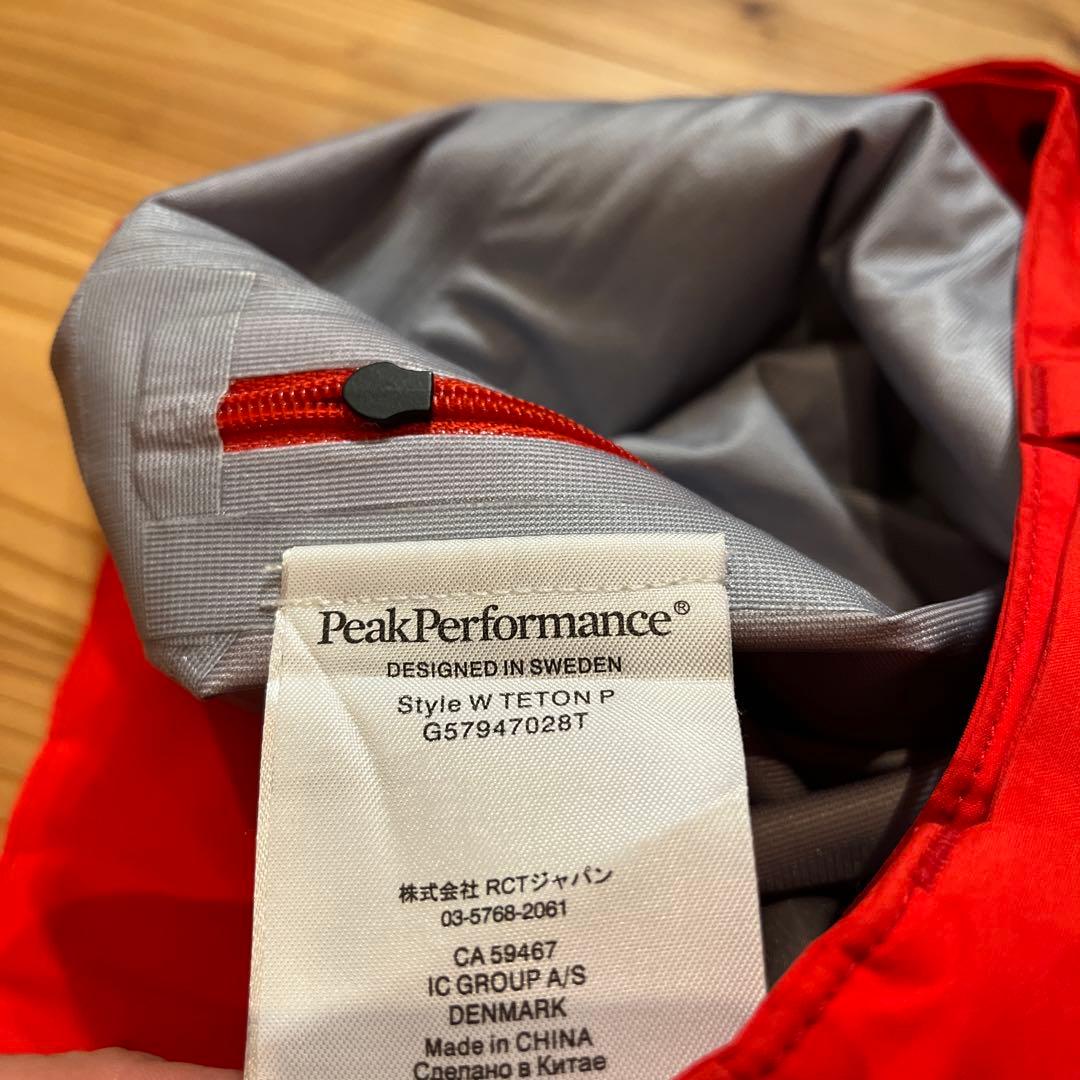 PeakPerformance®
DESIGNED IN SWEDEN
Style W TETON P
G57947028T
株式会社 RCTジャパン
03-5768-2061
CA 59467
IC GROUP A/S
DENMARK
Made in CHINA
Сделано в Китае